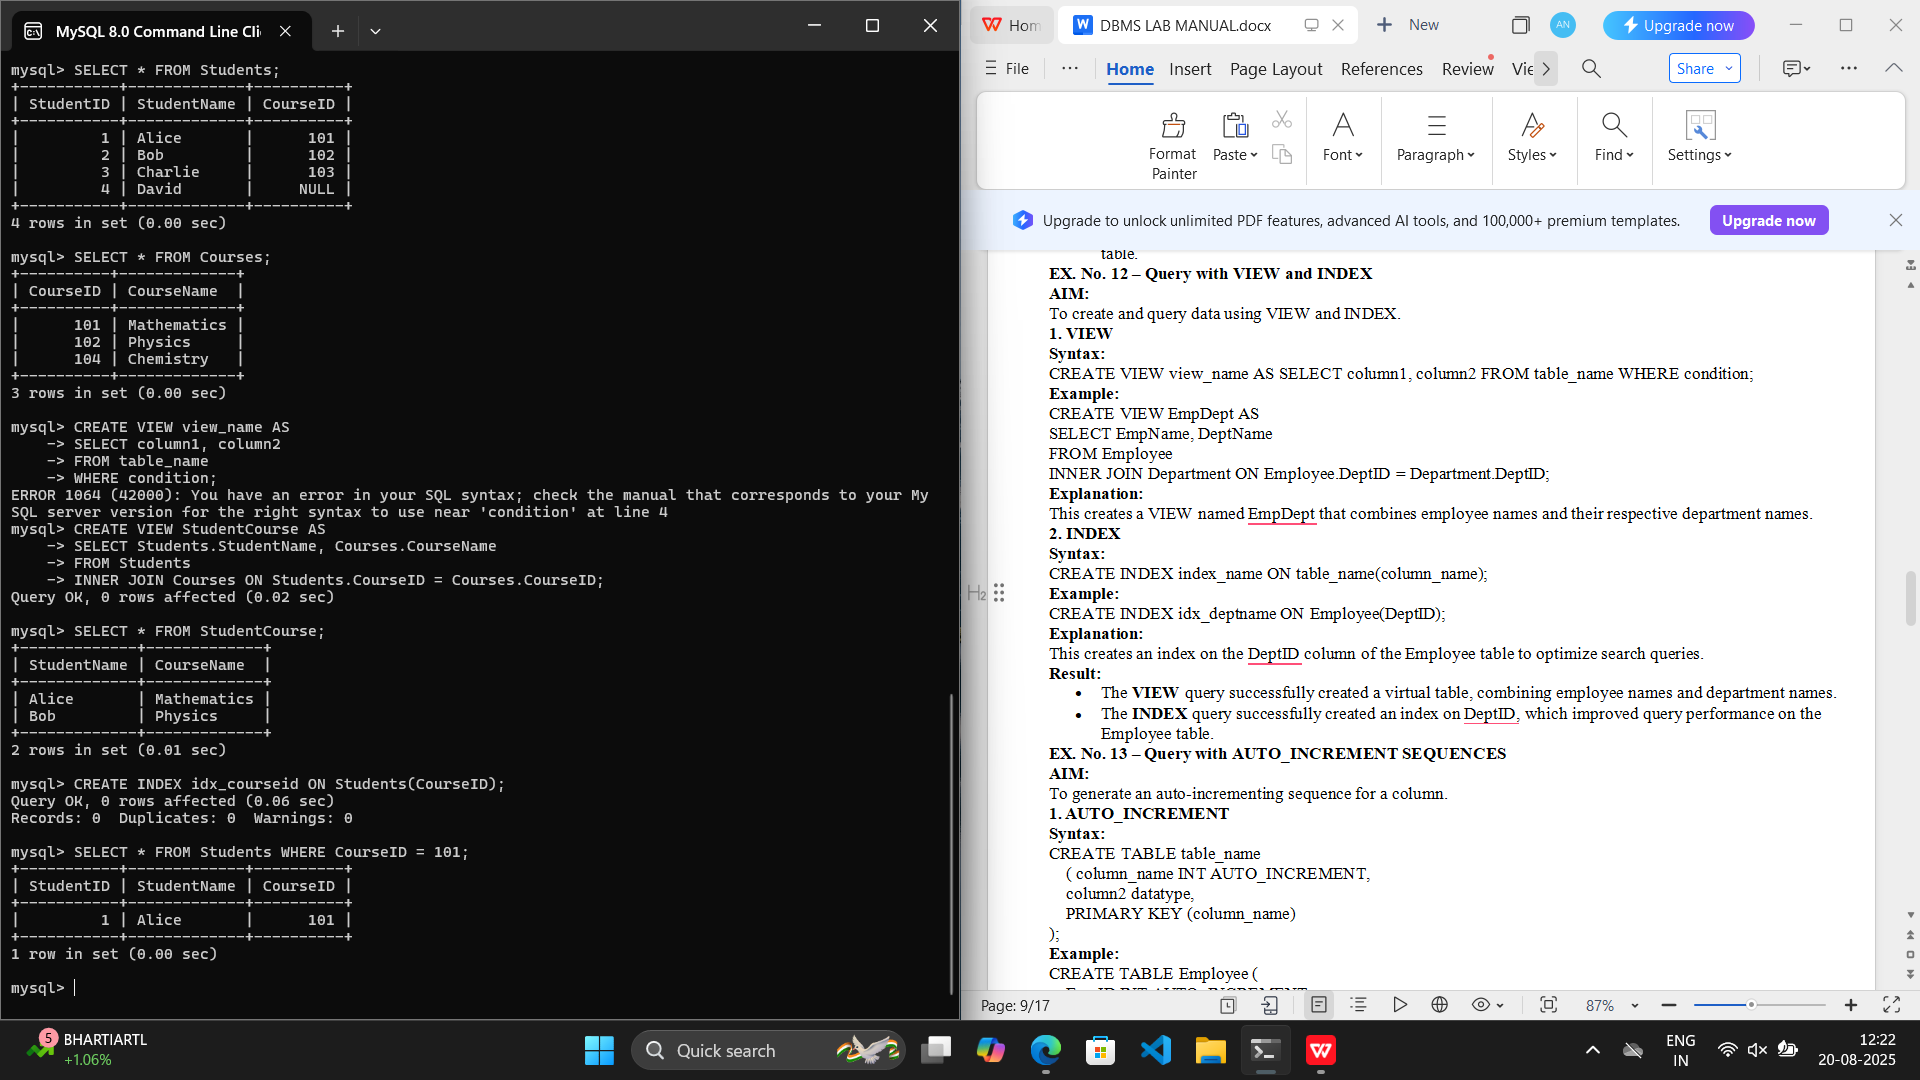 MySQL 8.0 Command Line Cli
mysql> SELECT * FROM Students;
+-----------+-------------+----------+
| StudentID | StudentName | CourseID |
+-----------+-------------+----------+
|         1 | Alice       |      101 |
|         2 | Bob         |      102 |
|         3 | Charlie     |      103 |
|         4 | David       |     NULL |
+-----------+-------------+----------+
4 rows in set (0.00 sec)
mysql> SELECT * FROM Courses;
+----------+-------------+
| CourseID | CourseName  |
+----------+-------------+
|      101 | Mathematics |
|      102 | Physics     |
|      104 | Chemistry   |
+----------+-------------+
3 rows in set (0.00 sec)
mysql> CREATE VIEW view_name AS
    -> SELECT column1, column2
    -> FROM table_name
    -> WHERE condition;
ERROR 1064 (42000): You have an error in your SQL syntax; check the manual that corresponds to your My
SQL server version for the right syntax to use near 'condition' at line 4
mysql> CREATE VIEW StudentCourse AS
    -> SELECT Students.StudentName, Courses.CourseName
    -> FROM Students
    -> INNER JOIN Courses ON Students.CourseID = Courses.CourseID;
Query OK, 0 rows affected (0.02 sec)
mysql> SELECT * FROM StudentCourse;
+-------------+-------------+
| StudentName | CourseName  |
+-------------+-------------+
| Alice       | Mathematics |
| Bob         | Physics     |
+-------------+-------------+
2 rows in set (0.01 sec)
mysql> CREATE INDEX idx_courseid ON Students(CourseID);
Query OK, 0 rows affected (0.06 sec)
Records: 0  Duplicates: 0  Warnings: 0
mysql> SELECT * FROM Students WHERE CourseID = 101;
+-----------+-------------+----------+
| StudentID | StudentName | CourseID |
+-----------+-------------+----------+
|         1 | Alice       |      101 |
+-----------+-------------+----------+
1 row in set (0.00 sec)
mysql>
Hom DBMS LAB MANUAL.docx New AN Upgrade now
File Home Insert Page Layout References Review Vie Share
Format Painter Paste Font Paragraph Styles Find Settings
Upgrade to unlock unlimited PDF features, advanced AI tools, and 100,000+ premium templates. Upgrade now
table.
EX. No. 12 – Query with VIEW and INDEX
AIM:
To create and query data using VIEW and INDEX.
1. VIEW
Syntax:
CREATE VIEW view_name AS SELECT column1, column2 FROM table_name WHERE condition;
Example:
CREATE VIEW EmpDept AS
SELECT EmpName, DeptName
FROM Employee
INNER JOIN Department ON Employee.DeptID = Department.DeptID;
Explanation:
This creates a VIEW named EmpDept that combines employee names and their respective department names.
2. INDEX
Syntax:
CREATE INDEX index_name ON table_name(column_name);
H2
Example:
CREATE INDEX idx_deptname ON Employee(DeptID);
Explanation:
This creates an index on the DeptID column of the Employee table to optimize search queries.
Result:
• The VIEW query successfully created a virtual table, combining employee names and department names.
• The INDEX query successfully created an index on DeptID, which improved query performance on the
Employee table.
EX. No. 13 – Query with AUTO_INCREMENT SEQUENCES
AIM:
To generate an auto-incrementing sequence for a column.
1. AUTO_INCREMENT
Syntax:
CREATE TABLE table_name
( column_name INT AUTO_INCREMENT,
column2 datatype,
PRIMARY KEY (column_name)
);
Example:
CREATE TABLE Employee (
Page: 9/17 87%
5 BHARTIARTL
+1.06%
Quick search
ENG
IN
12:22
20-08-2025